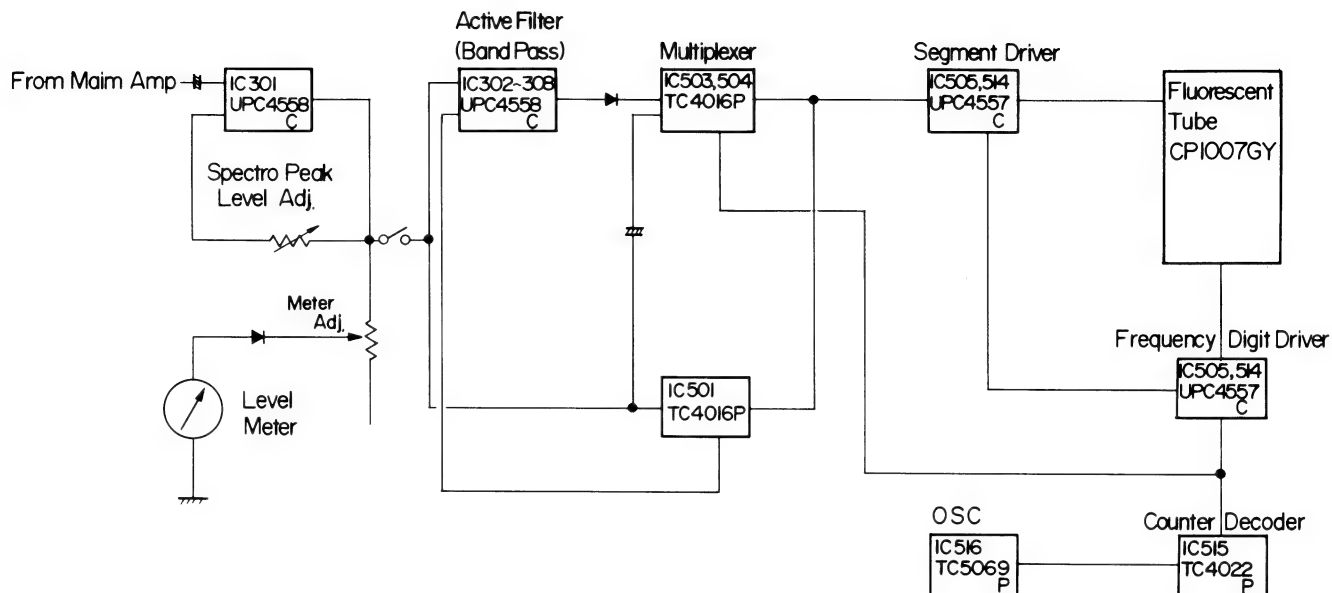 Active Filter
(Band Pass)
Multiplexer
Segment Driver
From Maim Amp
IC301
UPC4558
C
IC302~308
UPC4558
C
IC503,504
TC4016P
IC505,514
UPC4557
C
Fluorescent
Tube
CP1007GY
Spectro Peak
Level Adj.
Meter
Adj.
Level
Meter
IC501
TC4016P
Frequency Digit Driver
IC505,514
UPC4557
C
OSC
IC516
TC5069
P
Counter Decoder
IC515
TC4022
P